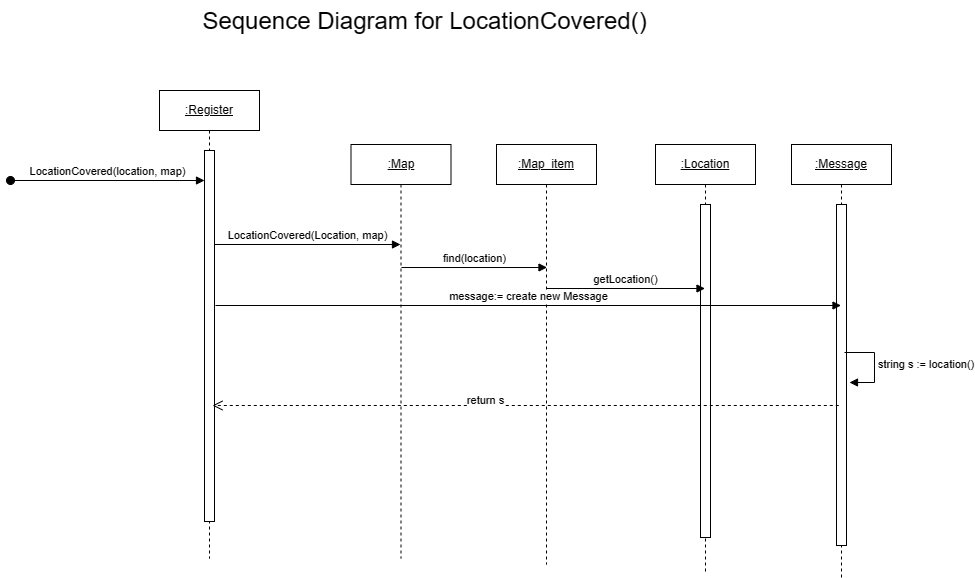 Sequence Diagram for LocationCovered()
:Register
:Map
:Map_item
:Location
:Message
LocationCovered(location, map)
LocationCovered(Location, map)
find(location)
getLocation()
message:= create new Message
string s := location()
return s